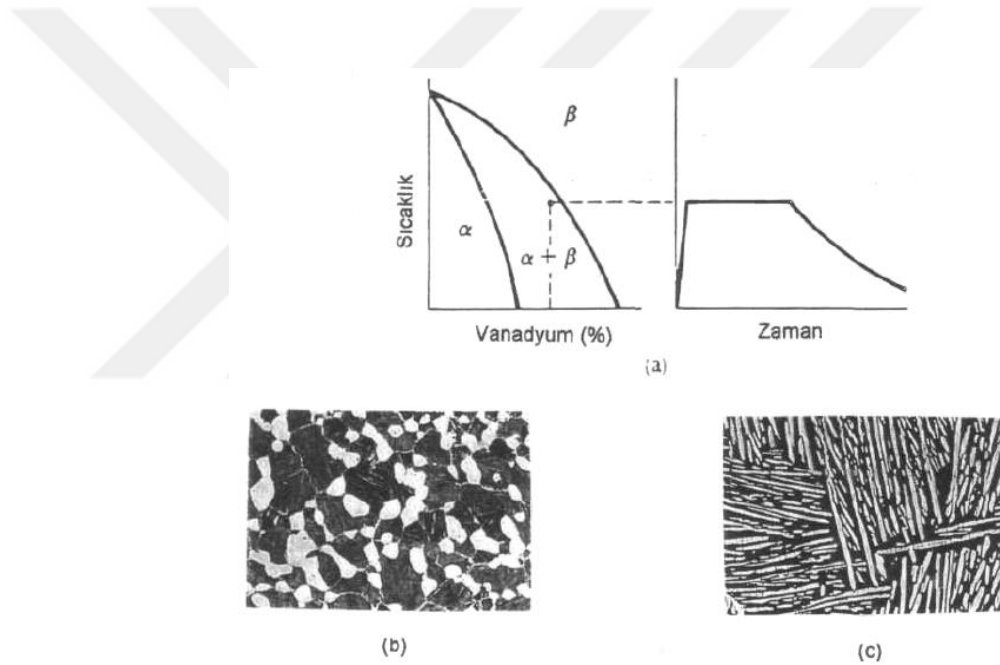 β
Sıcaklık
α
α + β
Vanadyum (%)
Zaman
(a)
(b)
(c)